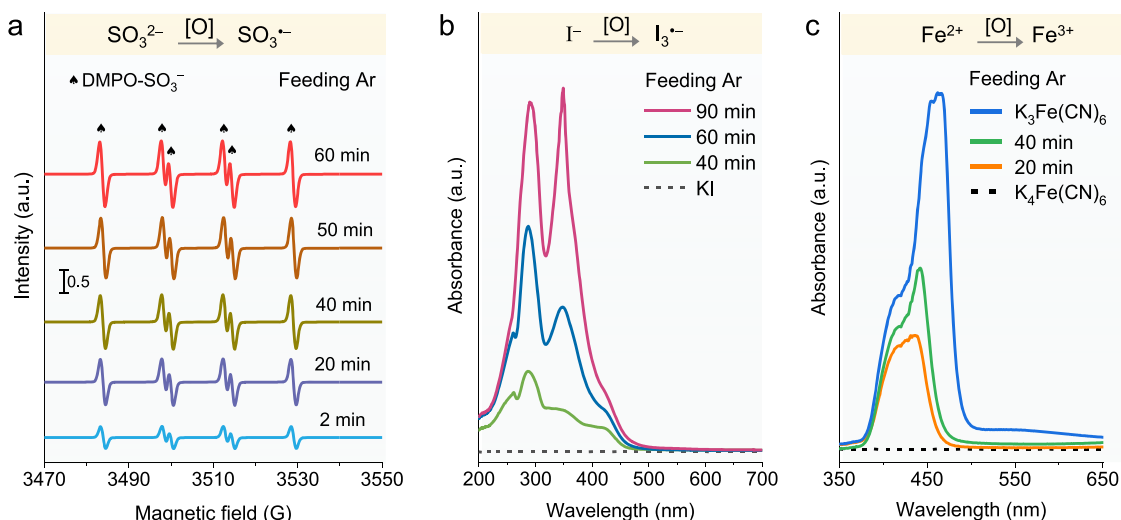 a
SO₃²⁻ [O] SO₃•⁻
♠DMPO-SO₃⁻ Feeding Ar
60 min
50 min
0.5
40 min
20 min
2 min
Intensity (a.u.)
3470 3490 3510 3530 3550
Magnetic field (G)
b
I⁻ [O] I₃•⁻
Feeding Ar
90 min
60 min
40 min
KI
Absorbance (a.u.)
200 300 400 500 600 700
Wavelength (nm)
c
Fe²⁺ [O] Fe³⁺
Feeding Ar
K₃Fe(CN)₆
40 min
20 min
K₄Fe(CN)₆
Absorbance (a.u.)
350 450 550 650
Wavelength (nm)